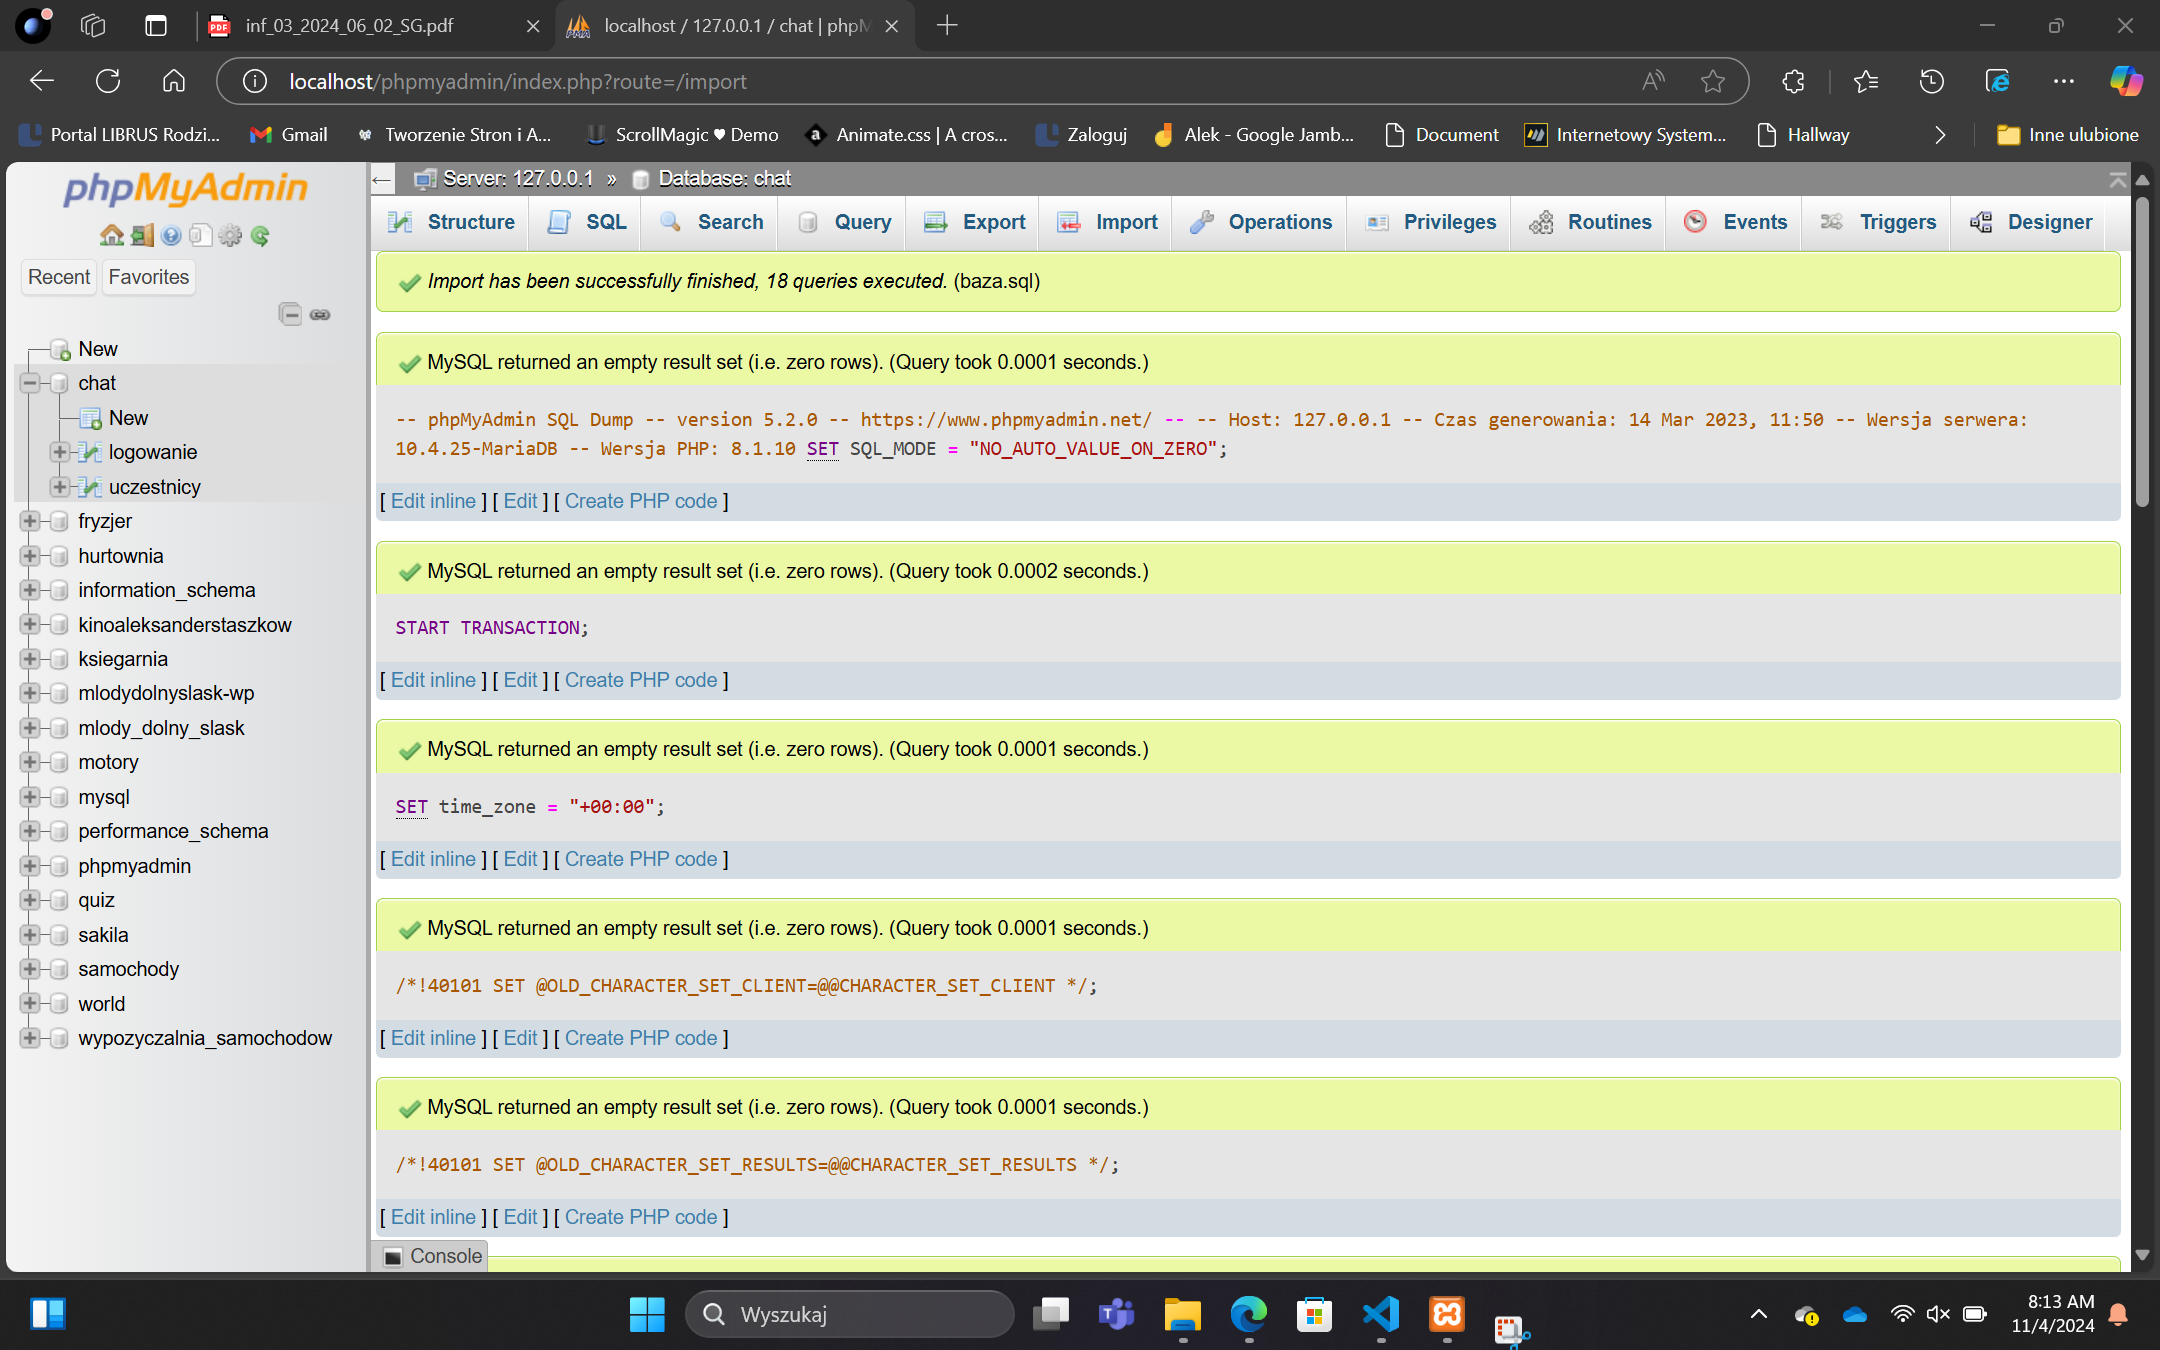 inf_03_2024_06_02_SG.pdf
localhost / 127.0.0.1 / chat | phpM
localhost/phpmyadmin/index.php?route=/import
Portal LIBRUS Rodzi...
Gmail
Tworzenie Stron i A...
ScrollMagic ♥ Demo
Animate.css | A cros...
Zaloguj
Alek - Google Jamb...
Document
Internetowy System...
Hallway
Inne ulubione
phpMyAdmin
Recent
Favorites
New
chat
New
logowanie
uczestnicy
fryzjer
hurtownia
information_schema
kinoaleksanderstaszkow
ksiegarnia
mlodydolnyslask-wp
mlody_dolny_slask
motory
mysql
performance_schema
phpmyadmin
quiz
sakila
samochody
world
wypozyczalnia_samochodow
Server: 127.0.0.1 » Database: chat
Structure
SQL
Search
Query
Export
Import
Operations
Privileges
Routines
Events
Triggers
Designer
Import has been successfully finished, 18 queries executed. (baza.sql)
MySQL returned an empty result set (i.e. zero rows). (Query took 0.0001 seconds.)
-- phpMyAdmin SQL Dump -- version 5.2.0 -- https://www.phpmyadmin.net/ -- -- Host: 127.0.0.1 -- Czas generowania: 14 Mar 2023, 11:50 -- Wersja serwera:
10.4.25-MariaDB -- Wersja PHP: 8.1.10 SET SQL_MODE = "NO_AUTO_VALUE_ON_ZERO";
[ Edit inline ] [ Edit ] [ Create PHP code ]
MySQL returned an empty result set (i.e. zero rows). (Query took 0.0002 seconds.)
START TRANSACTION;
[ Edit inline ] [ Edit ] [ Create PHP code ]
MySQL returned an empty result set (i.e. zero rows). (Query took 0.0001 seconds.)
SET time_zone = "+00:00";
[ Edit inline ] [ Edit ] [ Create PHP code ]
MySQL returned an empty result set (i.e. zero rows). (Query took 0.0001 seconds.)
/*!40101 SET @OLD_CHARACTER_SET_CLIENT=@@CHARACTER_SET_CLIENT */;
[ Edit inline ] [ Edit ] [ Create PHP code ]
MySQL returned an empty result set (i.e. zero rows). (Query took 0.0001 seconds.)
/*!40101 SET @OLD_CHARACTER_SET_RESULTS=@@CHARACTER_SET_RESULTS */;
[ Edit inline ] [ Edit ] [ Create PHP code ]
Console
Wyszukaj
8:13 AM
11/4/2024